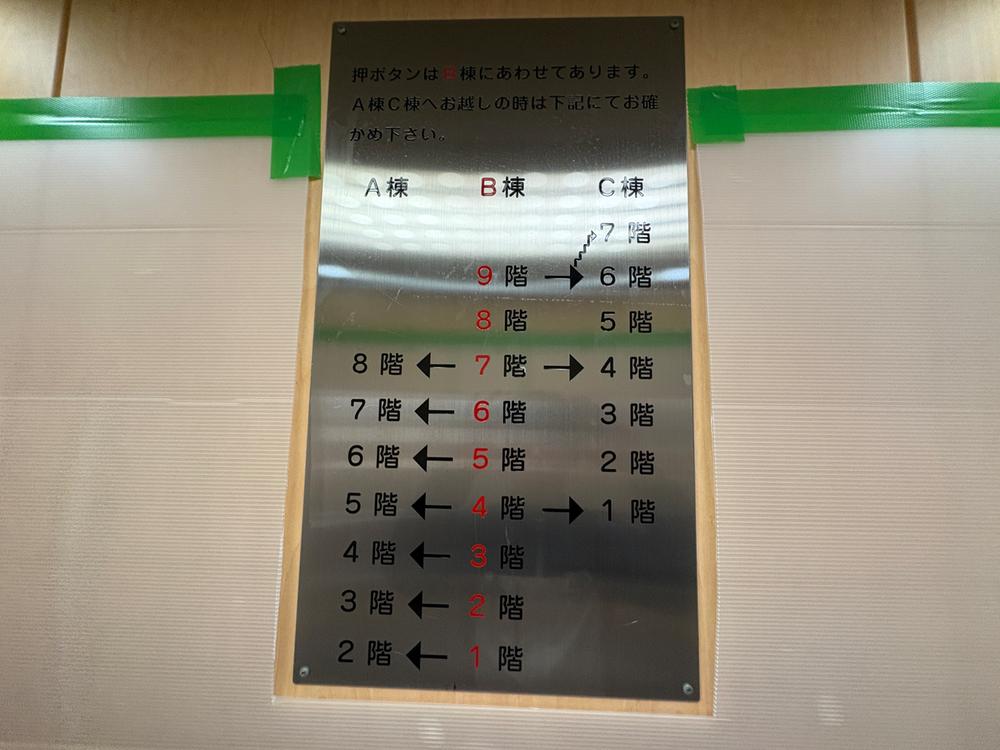 押ボタンはB棟にあわせてあります。
A棟C棟へお越しの時は下記にてお確
かめ下さい。
A棟 B棟 C棟
7階
9階 → 6階
8階 5階
8階 ← 7階 → 4階
7階 ← 6階 3階
6階 ← 5階 2階
5階 ← 4階 → 1階
4階 ← 3階
3階 ← 2階
2階 ← 1階